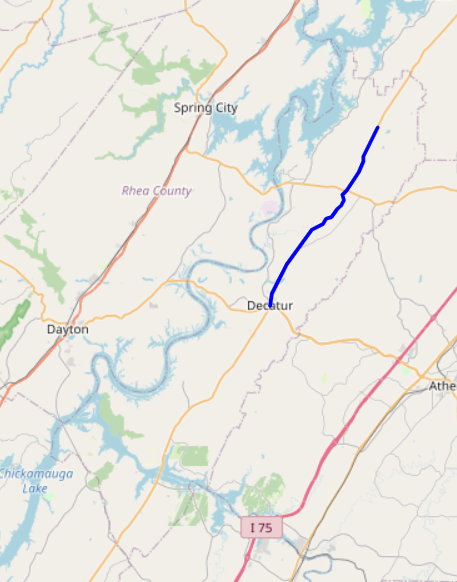 Spring City
Rhea County
Decatur
Dayton
Athe
Chickamauga
Lake
I 75